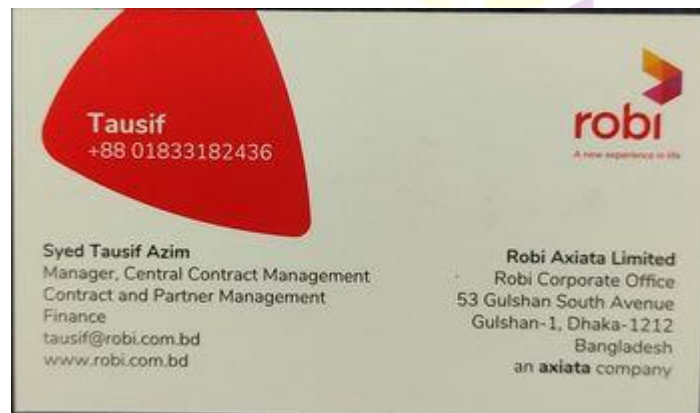 Tausif
+88 01833182436
robi
A new experience in life
Syed Tausif Azim
Manager, Central Contract Management
Contract and Partner Management
Finance
tausif@robi.com.bd
www.robi.com.bd
Robi Axiata Limited
Robi Corporate Office
53 Gulshan South Avenue
Gulshan-1, Dhaka-1212
Bangladesh
an axiata company